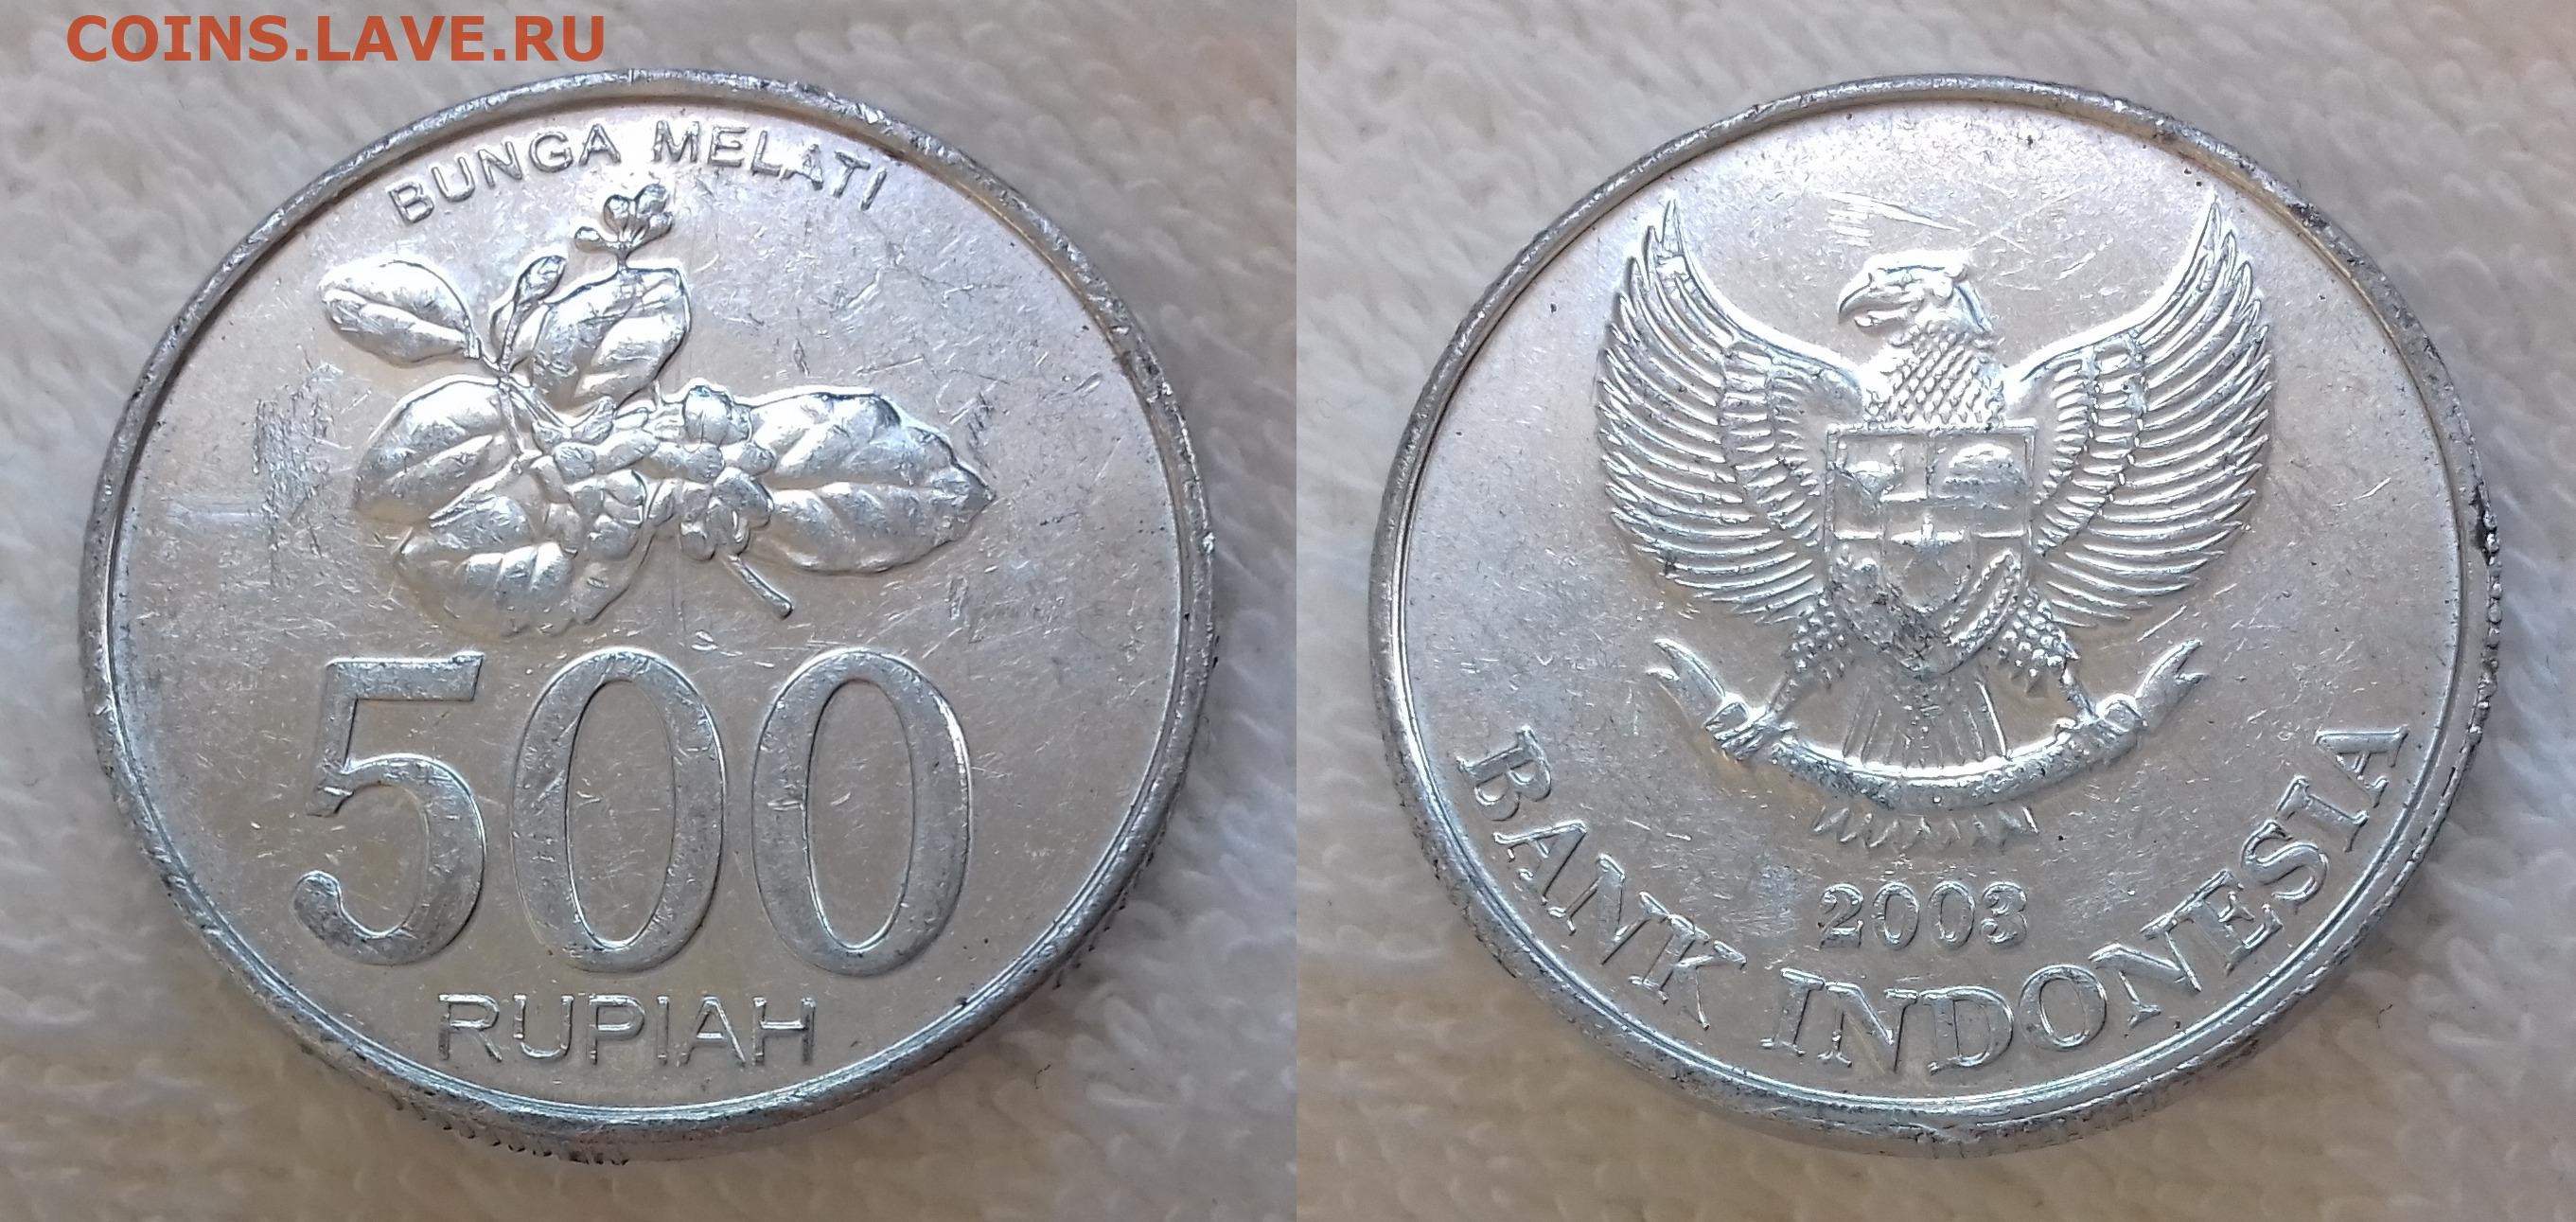 COINS.LAVE.RU
BUNGA MELATI
500
RUPIAH
2003
BANK INDONESIA